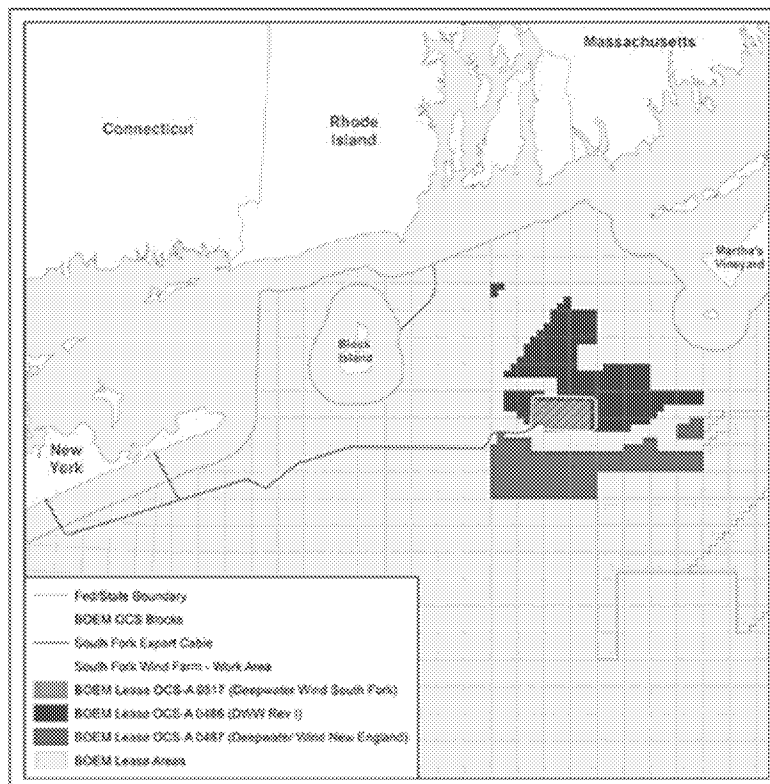 Massachusetts
Connecticut
Rhode
Island
Martha's
Vineyard
Block
Island
New
York
Fed/State Boundary
BOEM OCS Blocks
South Fork Export Cable
South Fork Wind Farm - Work Area
BOEM Lease OCS-A 0517 (Deepwater Wind South Fork)
BOEM Lease OCS-A 0486 (DWW Rev I)
BOEM Lease OCS-A 0487 (Deepwater Wind New England)
BOEM Lease Areas